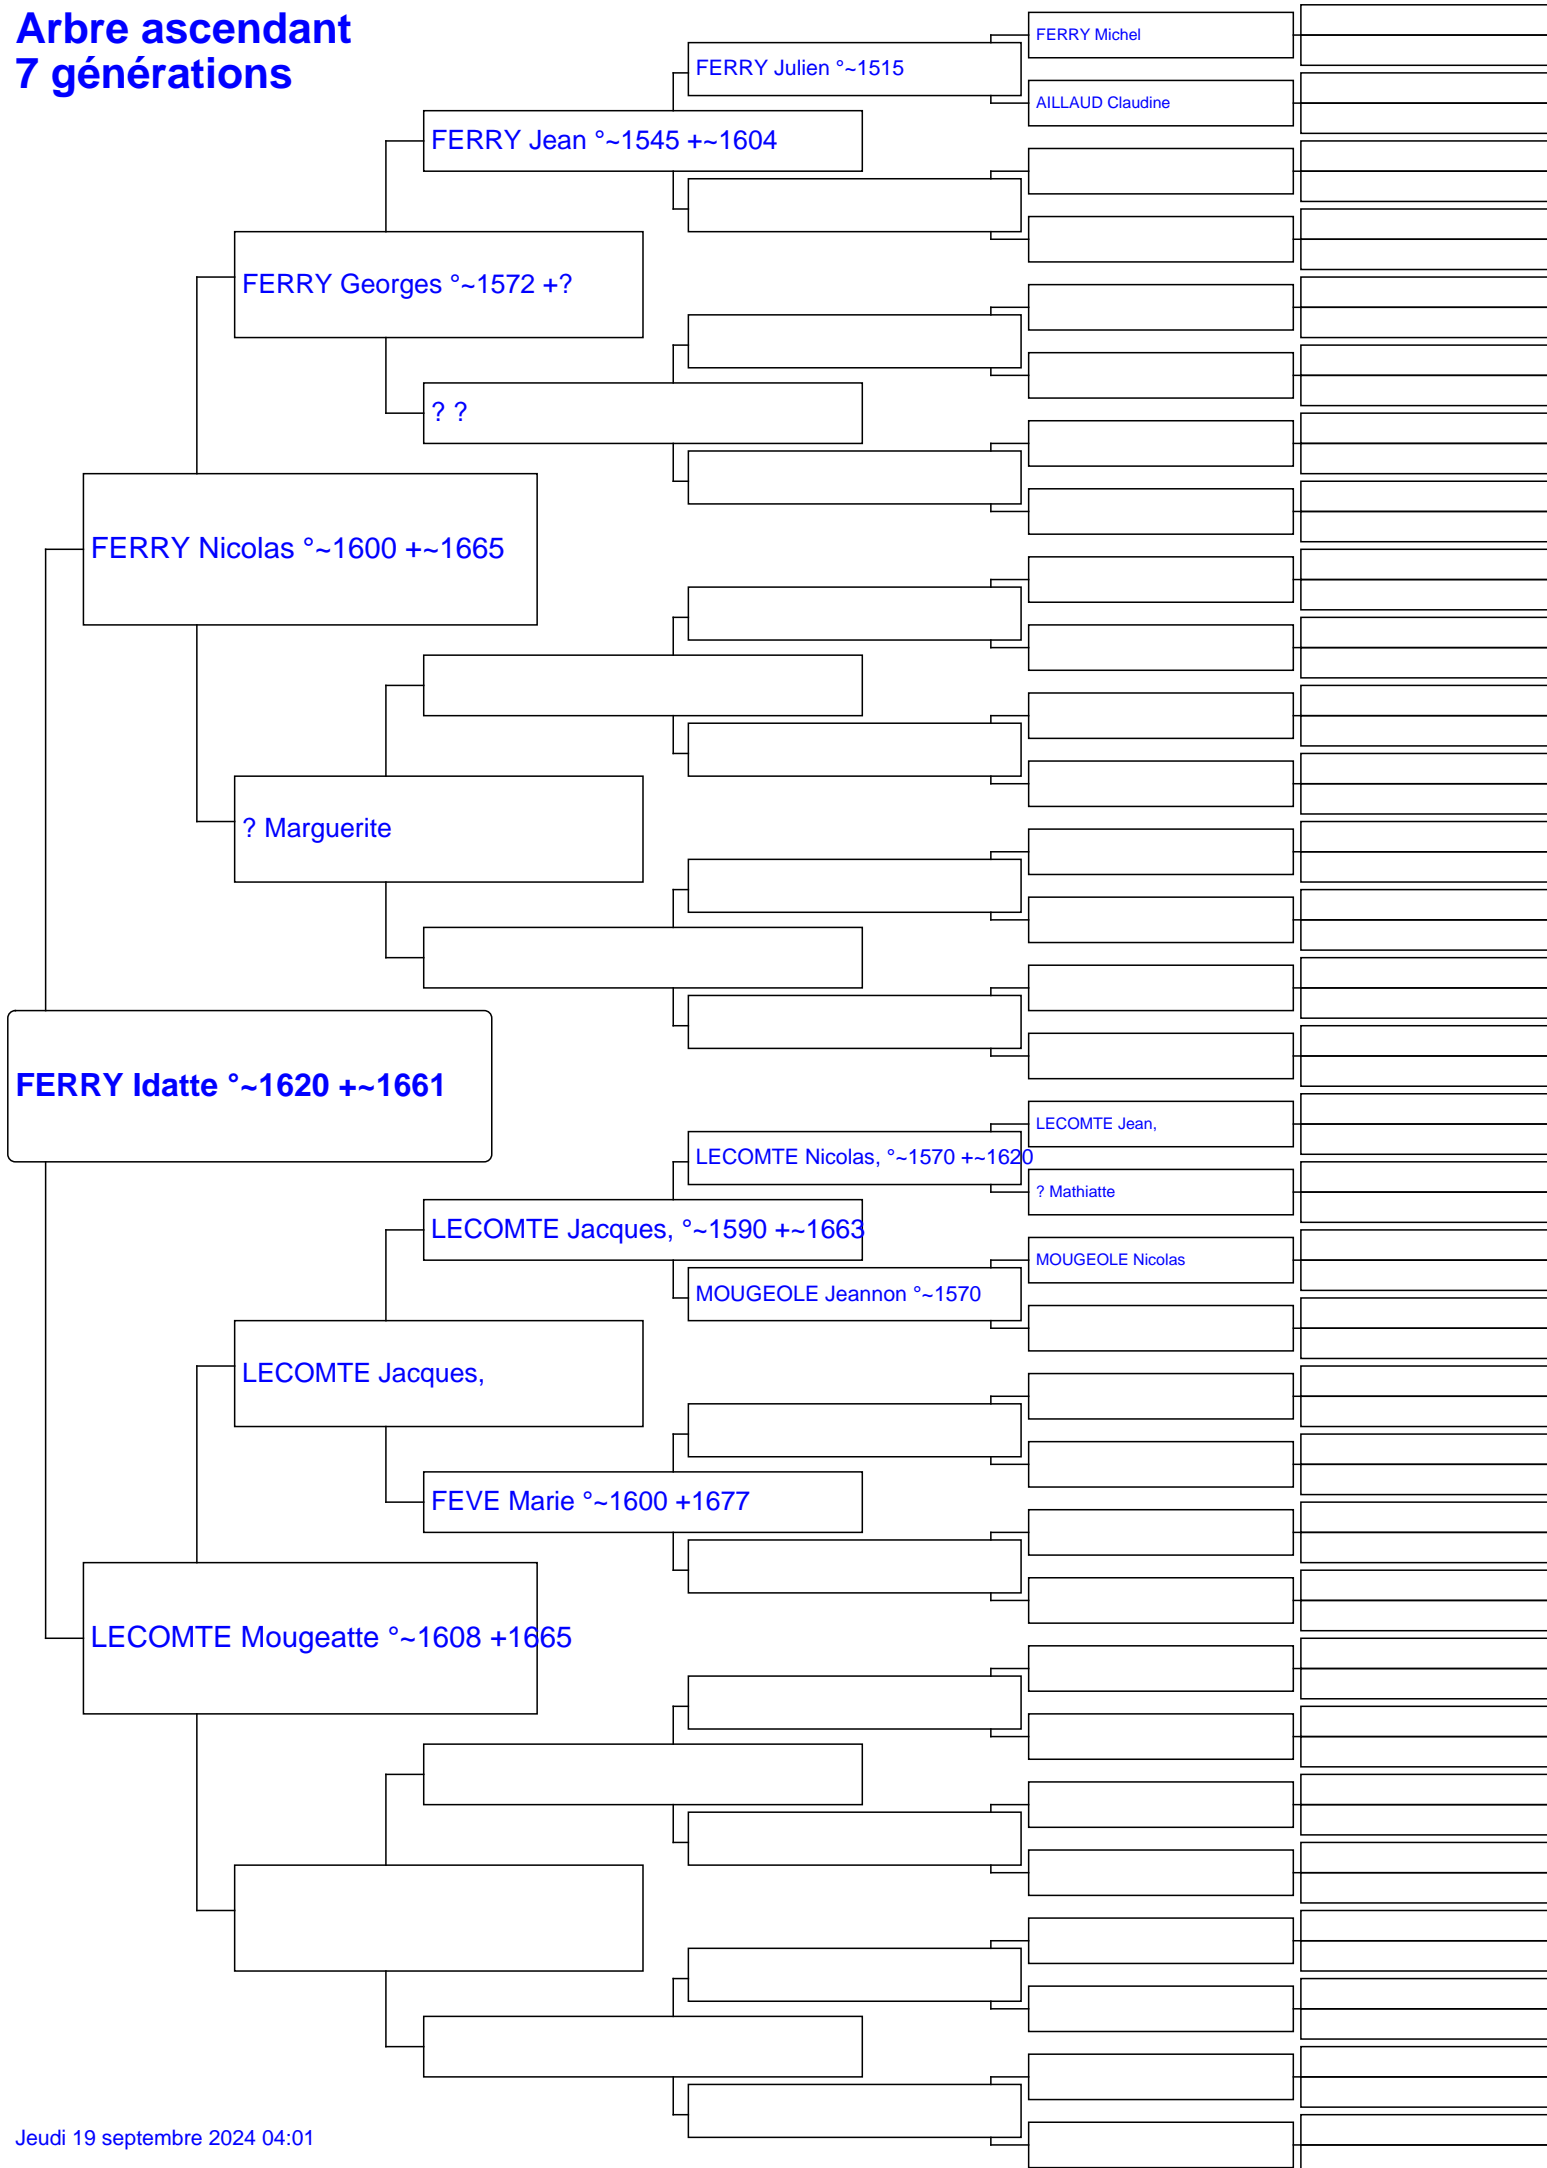 Arbre ascendant
7 générations
FERRY Michel
FERRY Julien °~1515
AILLAUD Claudine
FERRY Jean °~1545 +~1604
FERRY Georges °~1572 +?
? ?
FERRY Nicolas °~1600 +~1665
? Marguerite
FERRY Idatte °~1620 +~1661
LECOMTE Jean,
LECOMTE Nicolas, °~1570 +~1620
? Mathiatte
LECOMTE Jacques, °~1590 +~1663
MOUGEOLE Nicolas
MOUGEOLE Jeannon °~1570
LECOMTE Jacques,
FEVE Marie °~1600 +1677
LECOMTE Mougeatte °~1608 +1665
Jeudi 19 septembre 2024 04:01